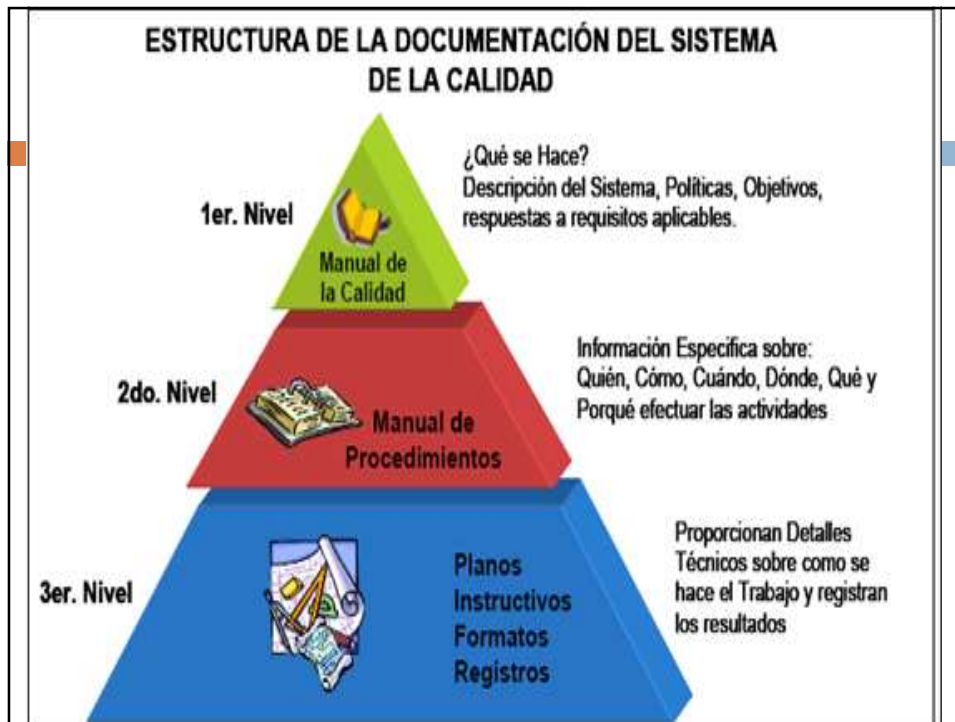 ESTRUCTURA DE LA DOCUMENTACIÓN DEL SISTEMA
DE LA CALIDAD
¿Qué se Hace?
Descripción del Sistema, Políticas, Objetivos,
respuestas a requisitos aplicables.
1er. Nivel
Manual de
la Calidad
Información Especifica sobre:
Quién, Cómo, Cuándo, Dónde, Qué y
Porqué efectuar las actividades
2do. Nivel
Manual de
Procedimientos
Proporcionan Detalles
Técnicos sobre como se
hace el Trabajo y registran
los resultados
3er. Nivel
Planos
Instructivos
Formatos
Registros